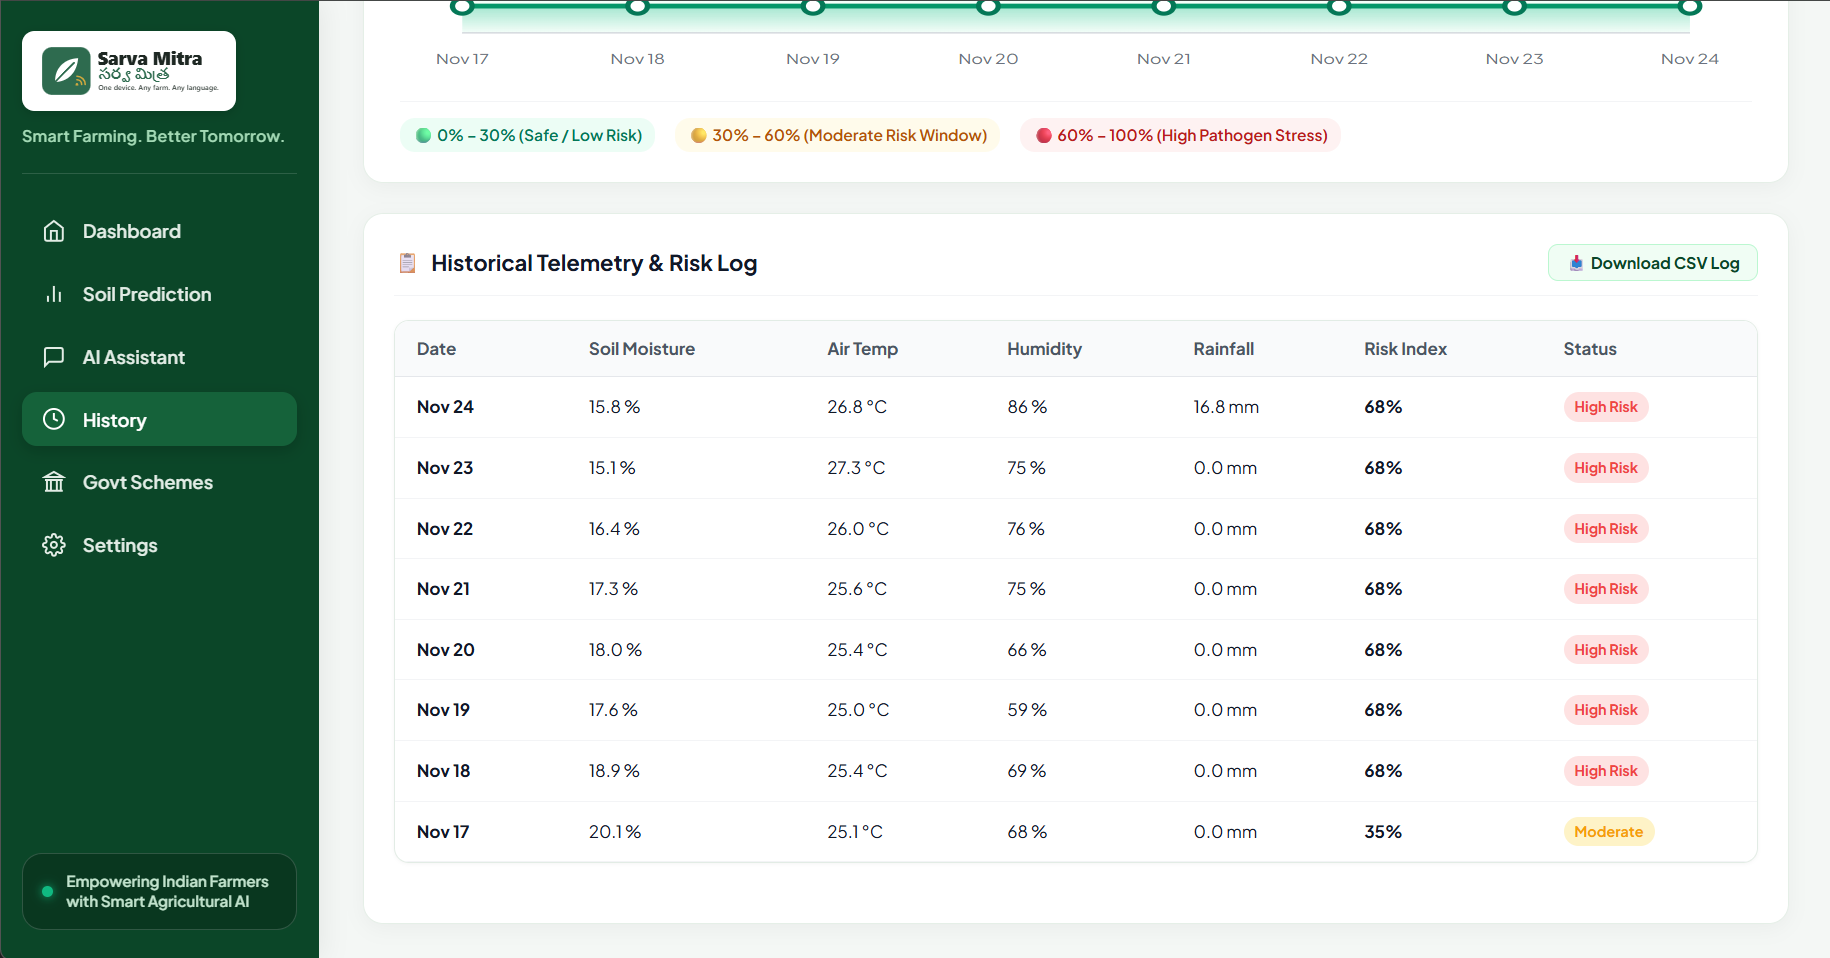 Sarva Mitra
సర్వ మిత్ర
One device. Any farm. Any language.
Smart Farming. Better Tomorrow.
Dashboard
Soil Prediction
AI Assistant
History
Govt Schemes
Settings
Empowering Indian Farmers
with Smart Agricultural AI
Nov 17 Nov 18 Nov 19 Nov 20 Nov 21 Nov 22 Nov 23 Nov 24
0% – 30% (Safe / Low Risk) 30% – 60% (Moderate Risk Window) 60% – 100% (High Pathogen Stress)
Historical Telemetry & Risk Log
Download CSV Log
Date Soil Moisture Air Temp Humidity Rainfall Risk Index Status
Nov 24 15.8 % 26.8 °C 86 % 16.8 mm 68% High Risk
Nov 23 15.1 % 27.3 °C 75 % 0.0 mm 68% High Risk
Nov 22 16.4 % 26.0 °C 76 % 0.0 mm 68% High Risk
Nov 21 17.3 % 25.6 °C 75 % 0.0 mm 68% High Risk
Nov 20 18.0 % 25.4 °C 66 % 0.0 mm 68% High Risk
Nov 19 17.6 % 25.0 °C 59 % 0.0 mm 68% High Risk
Nov 18 18.9 % 25.4 °C 69 % 0.0 mm 68% High Risk
Nov 17 20.1 % 25.1 °C 68 % 0.0 mm 35% Moderate